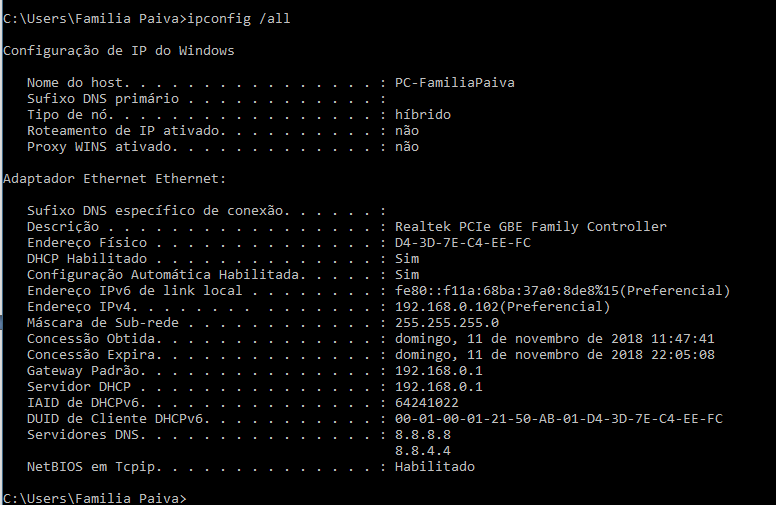 C:\Users\Familia Paiva>ipconfig /all
Configuração de IP do Windows
Nome do host. . . . . . . . . . . . . . . . : PC-FamiliaPaiva
Sufixo DNS primário . . . . . . . . . . . . :
Tipo de nó. . . . . . . . . . . . . . . . . : híbrido
Roteamento de IP ativado. . . . . . . . . . : não
Proxy WINS ativado. . . . . . . . . . . . . : não
Adaptador Ethernet Ethernet:
Sufixo DNS específico de conexão. . . . . . :
Descrição . . . . . . . . . . . . . . . . . : Realtek PCIe GBE Family Controller
Endereço Físico . . . . . . . . . . . . . . : D4-3D-7E-C4-EE-FC
DHCP Habilitado . . . . . . . . . . . . . . : Sim
Configuração Automática Habilitada. . . . . : Sim
Endereço IPv6 de link local . . . . . . . . : fe80::f11a:68ba:37a0:8de8%15(Preferencial)
Endereço IPv4. . . . . . . . . . . . . . . : 192.168.0.102(Preferencial)
Máscara de Sub-rede . . . . . . . . . . . . : 255.255.255.0
Concessão Obtida. . . . . . . . . . . . . . : domingo, 11 de novembro de 2018 11:47:41
Concessão Expira. . . . . . . . . . . . . . : domingo, 11 de novembro de 2018 22:05:08
Gateway Padrão. . . . . . . . . . . . . . . : 192.168.0.1
Servidor DHCP . . . . . . . . . . . . . . . : 192.168.0.1
IAID de DHCPv6. . . . . . . . . . . . . . . : 64241022
DUID de Cliente DHCPv6. . . . . . . . . . . : 00-01-00-01-21-50-AB-01-D4-3D-7E-C4-EE-FC
Servidores DNS. . . . . . . . . . . . . . . : 8.8.8.8
8.8.4.4
NetBIOS em Tcpip. . . . . . . . . . . . . . : Habilitado
C:\Users\Familia Paiva>